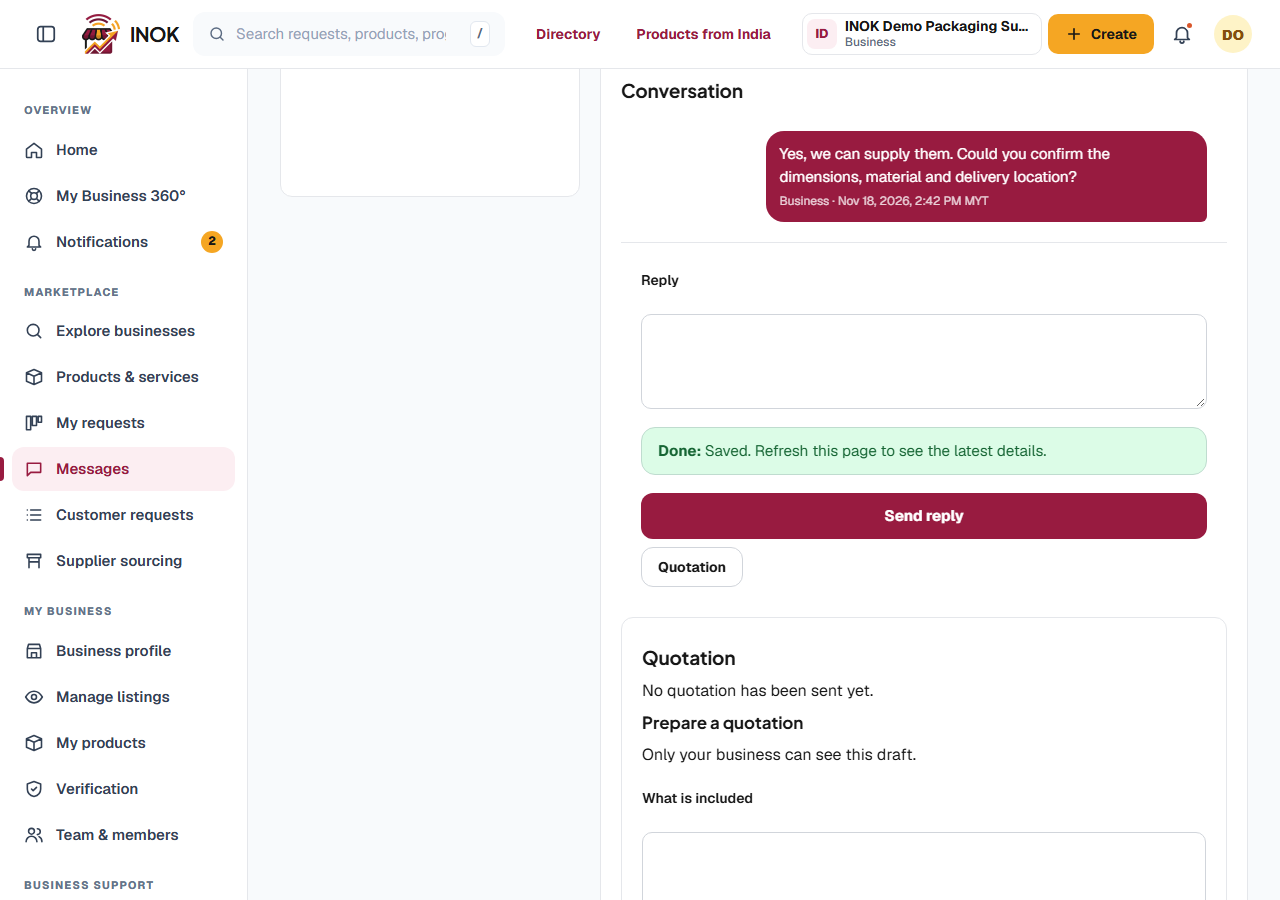 INOK
Search requests, products, pro
/
Directory
Products from India
ID
INOK Demo Packaging Su...
Business
Create
DO
OVERVIEW
Home
My Business 360°
Notifications
2
MARKETPLACE
Explore businesses
Products & services
My requests
Messages
Customer requests
Supplier sourcing
MY BUSINESS
Business profile
Manage listings
My products
Verification
Team & members
BUSINESS SUPPORT
Conversation
Yes, we can supply them. Could you confirm the
dimensions, material and delivery location?
Business · Nov 18, 2026, 2:42 PM MYT
Reply
Done: Saved. Refresh this page to see the latest details.
Send reply
Quotation
Quotation
No quotation has been sent yet.
Prepare a quotation
Only your business can see this draft.
What is included